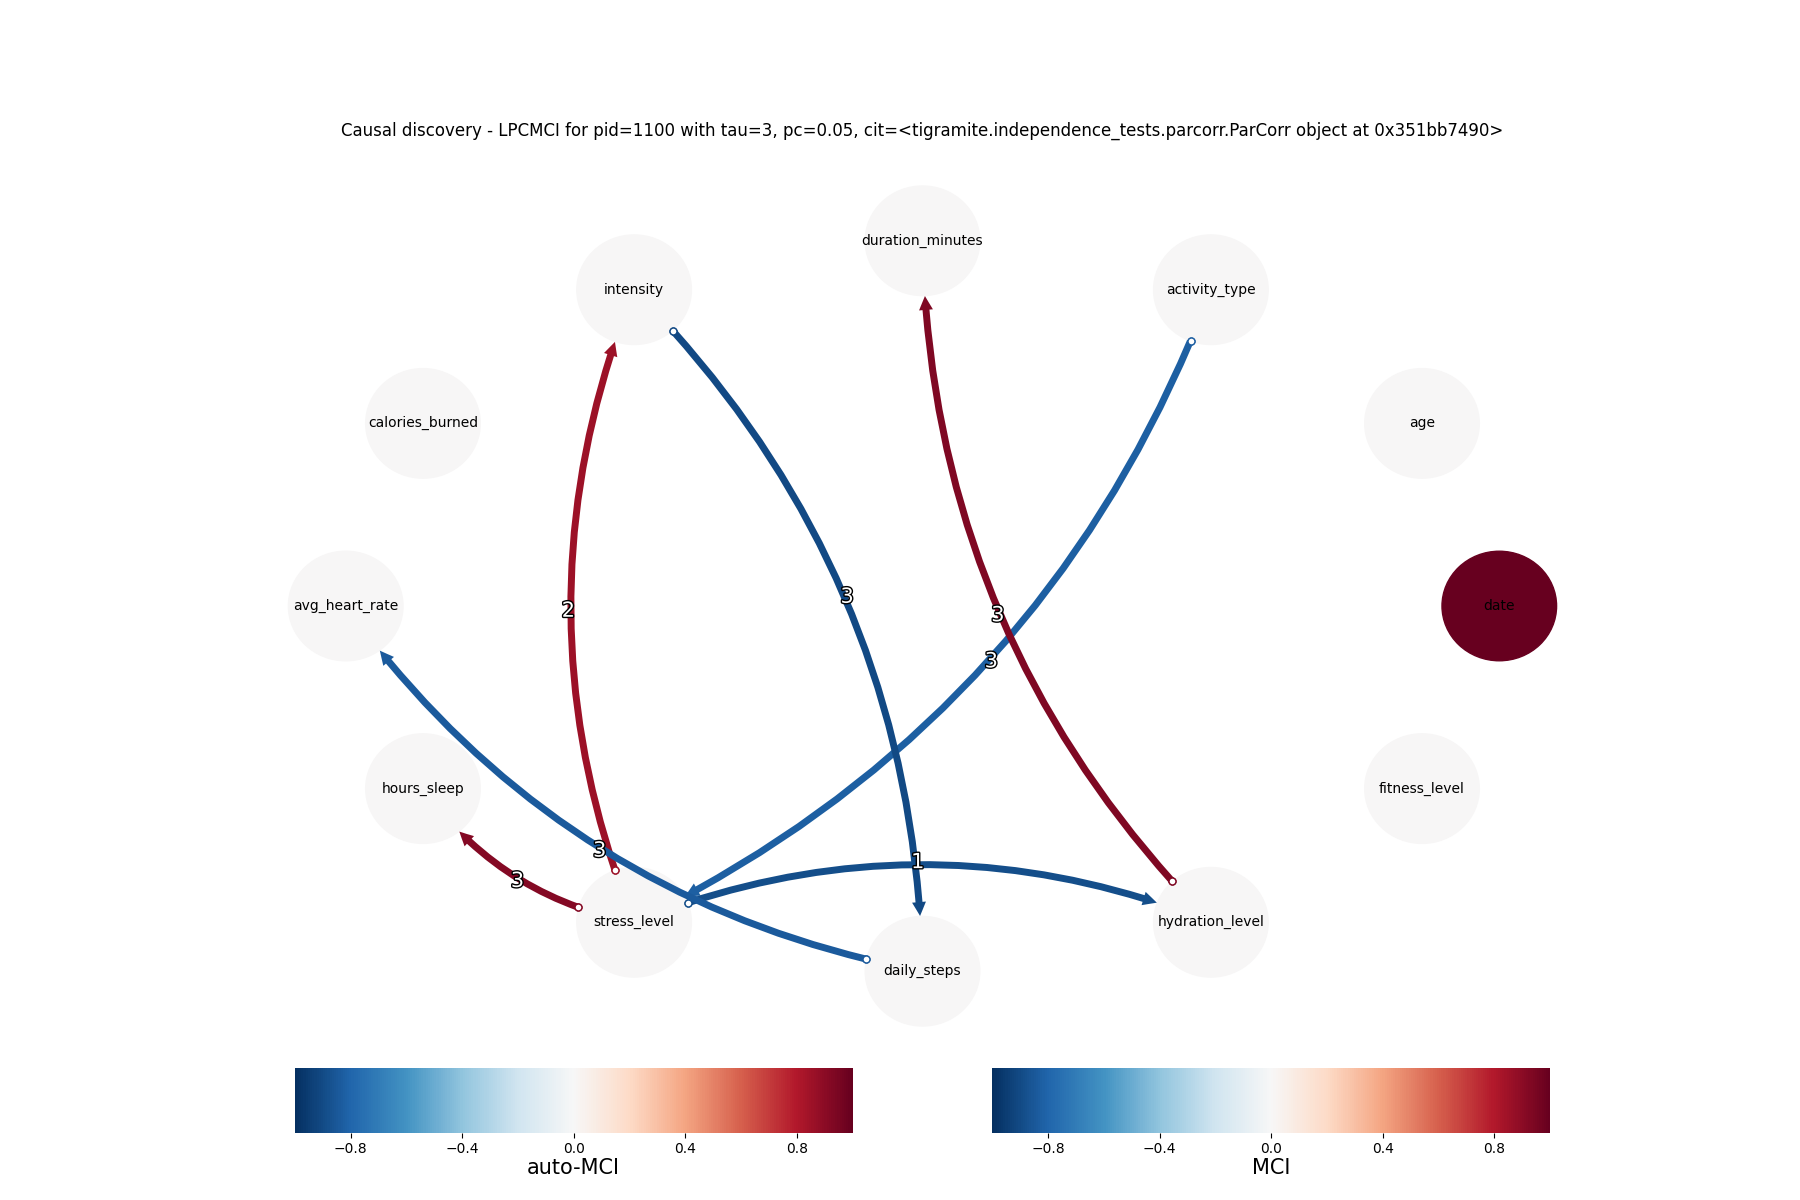 Causal discovery - LPCMCI for pid=1100 with tau=3, pc=0.05, cit=<tigramite.independence_tests.parcorr.ParCorr object at 0x351bb7490>
duration_minutes
intensity
activity_type
calories_burned
age
3
avg_heart_rate
2
3
date
3
hours_sleep
fitness_level
3
1
3
stress_level
hydration_level
daily_steps
−0.8 −0.4 0.0 0.4 0.8
auto-MCI
−0.8 −0.4 0.0 0.4 0.8
MCI